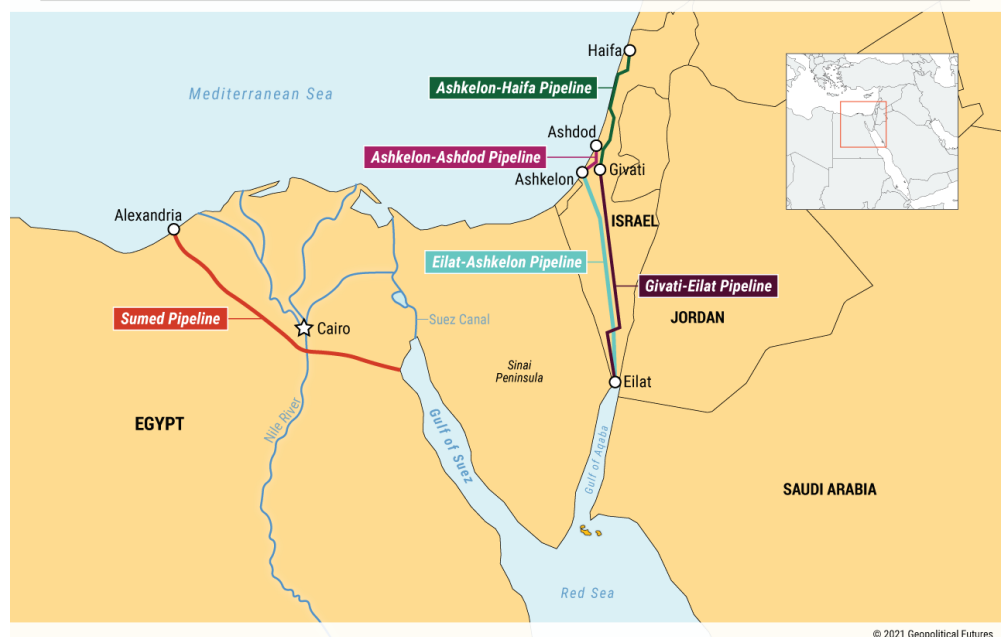 Haifa
Ashkelon-Haifa Pipeline
Mediterranean Sea
Ashdod
Ashkelon-Ashdod Pipeline
Givati
Ashkelon
Alexandria
ISRAEL
Eilat-Ashkelon Pipeline
Givati-Eilat Pipeline
Sumed Pipeline
Suez Canal
JORDAN
Cairo
Sinai
Peninsula
Eilat
Nile River
EGYPT
Gulf of Suez
Gulf of Aqaba
SAUDI ARABIA
Red Sea
© 2021 Geopolitical Futures